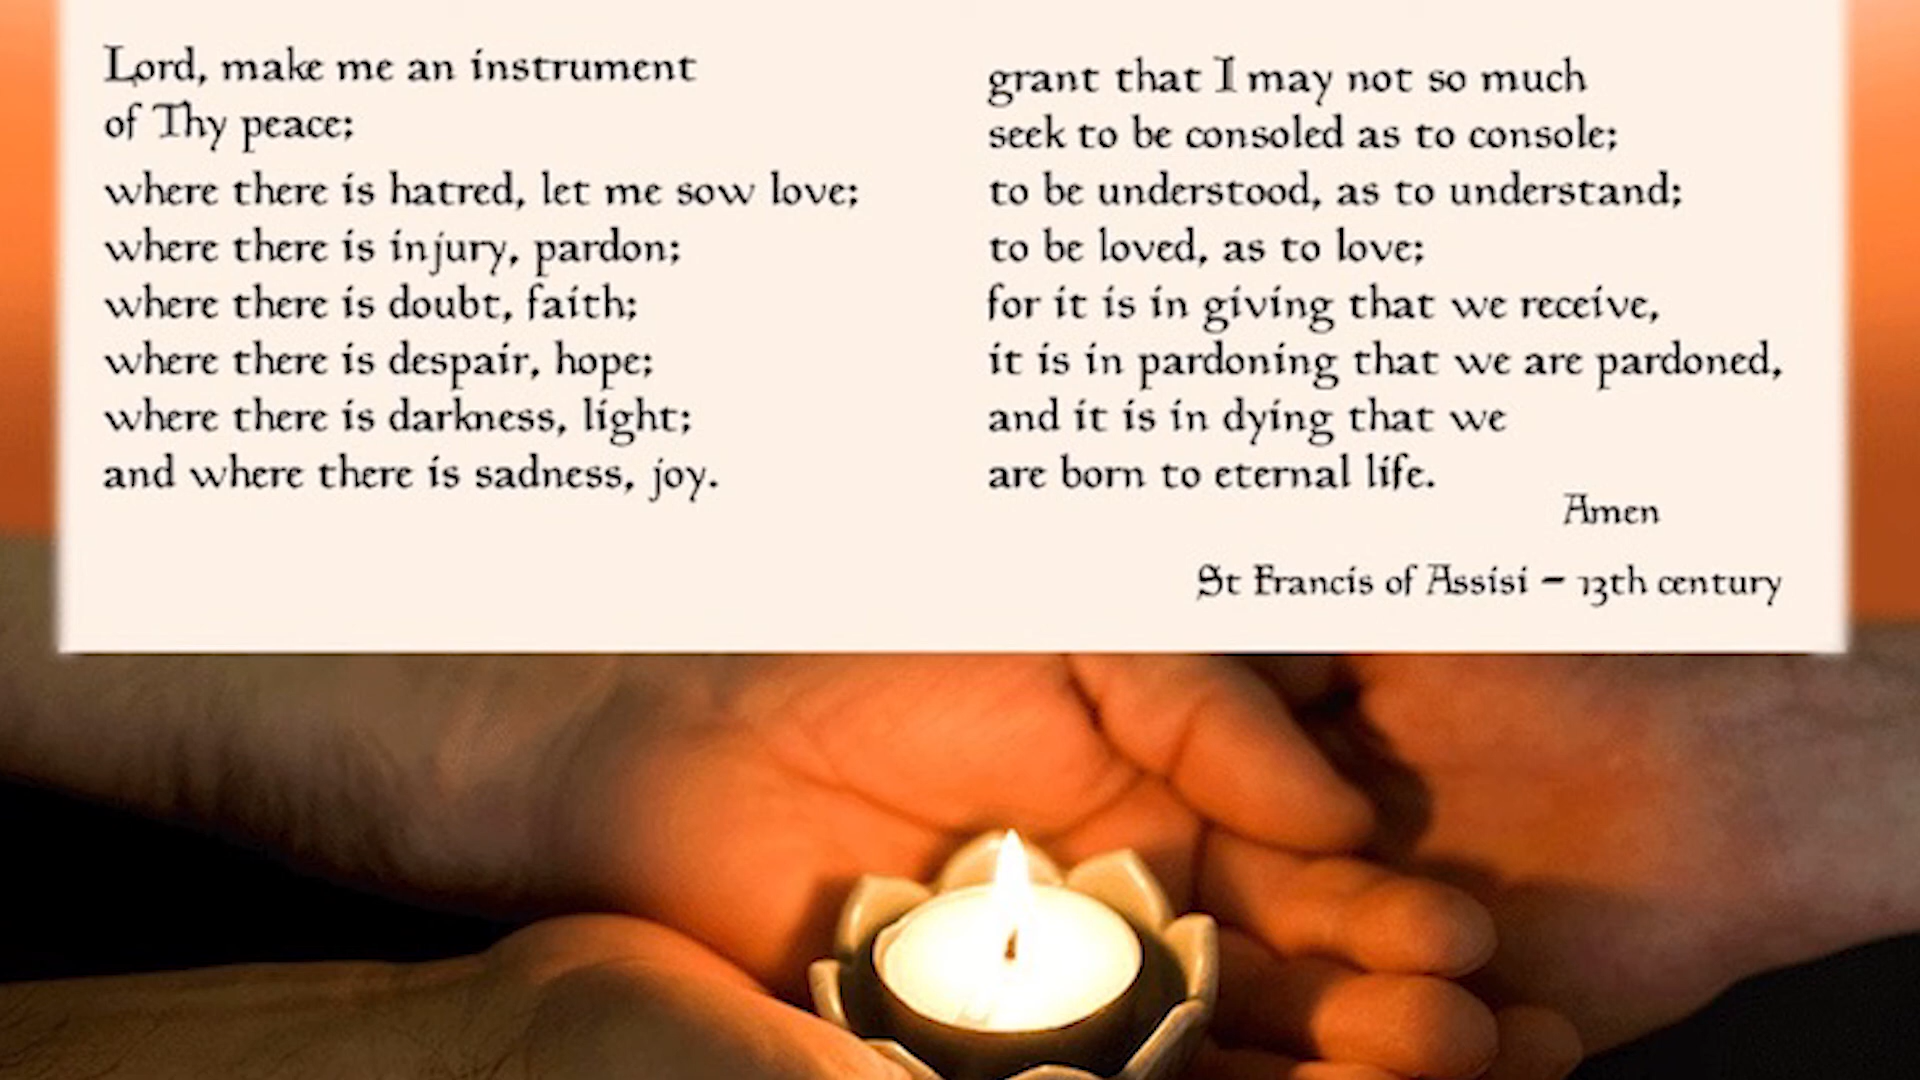 Lord, make me an instrument
of Thy peace;
where there is hatred, let me sow love;
where there is injury, pardon;
where there is doubt, faith;
where there is despair, hope;
where there is darkness, light;
and where there is sadness, joy.
grant that I may not so much
seek to be consoled as to console;
to be understood, as to understand;
to be loved, as to love;
for it is in giving that we receive,
it is in pardoning that we are pardoned,
and it is in dying that we
are born to eternal life.
Amen
St Francis of Assisi – 13th century